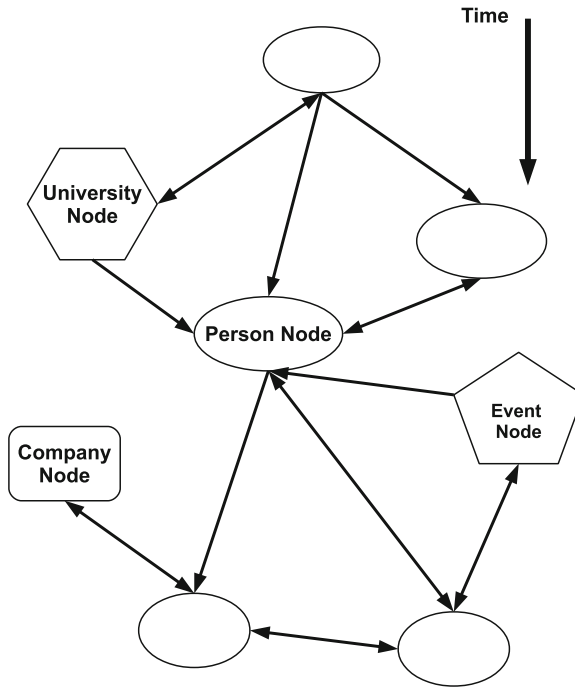 Time
University
Node
Person Node
Event
Node
Company
Node